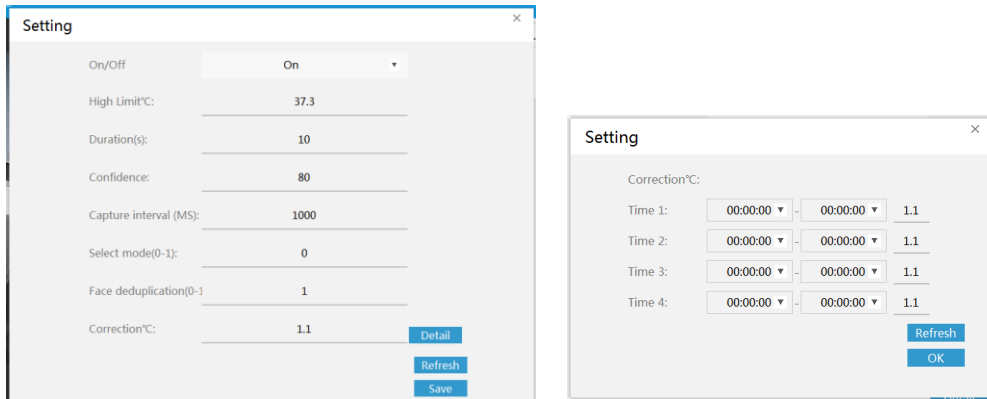 Setting ×
On/Off On ▼
High Limit℃: 37.3
Duration(s): 10
Confidence: 80
Capture interval (MS): 1000
Select mode(0-1): 0
Face deduplication(0-1 1
Correction℃: 1.1
Detail
Refresh
Save
Setting ×
Correction℃:
Time 1: 00:00:00 ▼ - 00:00:00 ▼ 1.1
Time 2: 00:00:00 ▼ - 00:00:00 ▼ 1.1
Time 3: 00:00:00 ▼ - 00:00:00 ▼ 1.1
Time 4: 00:00:00 ▼ - 00:00:00 ▼ 1.1
Refresh
OK